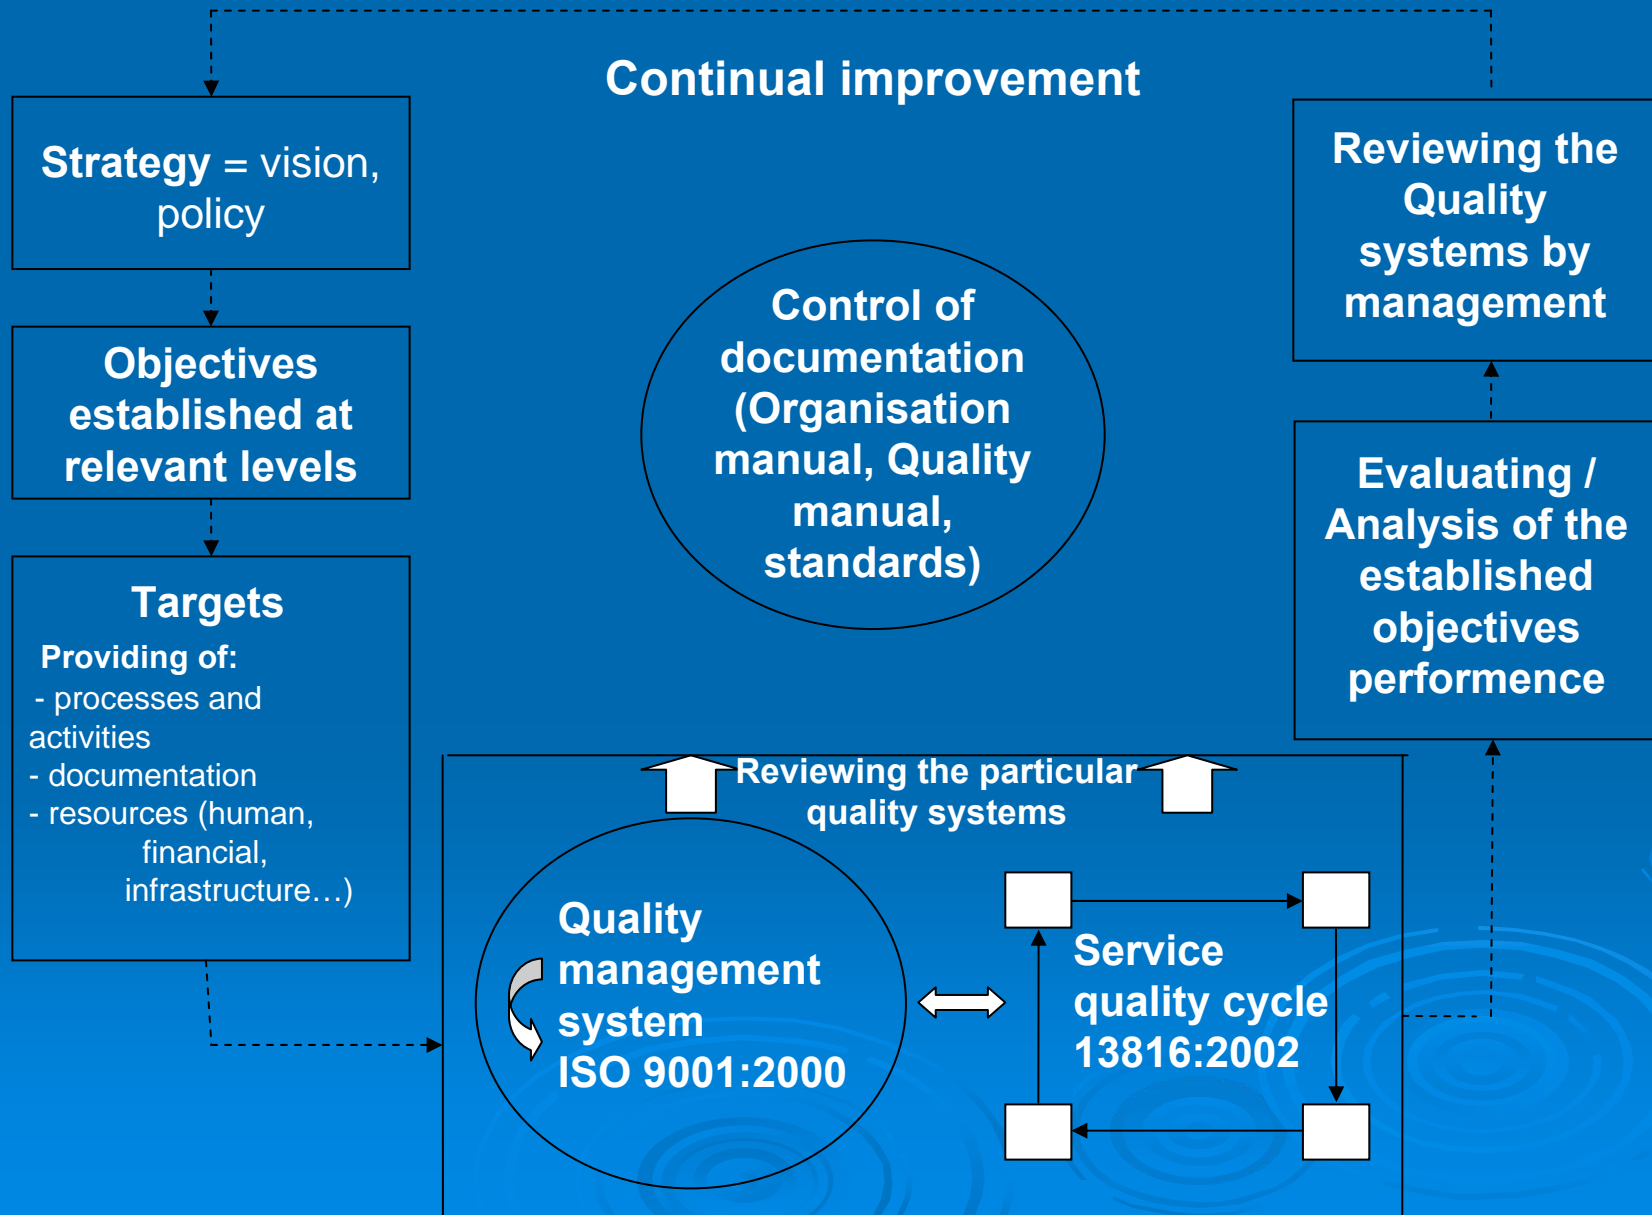 Continual improvement
Strategy = vision,
policy
Objectives
established at
relevant levels
Targets
Providing of:
- processes and
activities
- documentation
- resources (human,
financial,
infrastructure…)
Control of
documentation
(Organisation
manual, Quality
manual,
standards)
Reviewing the particular
quality systems
Quality
management
system
ISO 9001:2000
Service
quality cycle
13816:2002
Reviewing the
Quality
systems by
management
Evaluating /
Analysis of the
established
objectives
performence